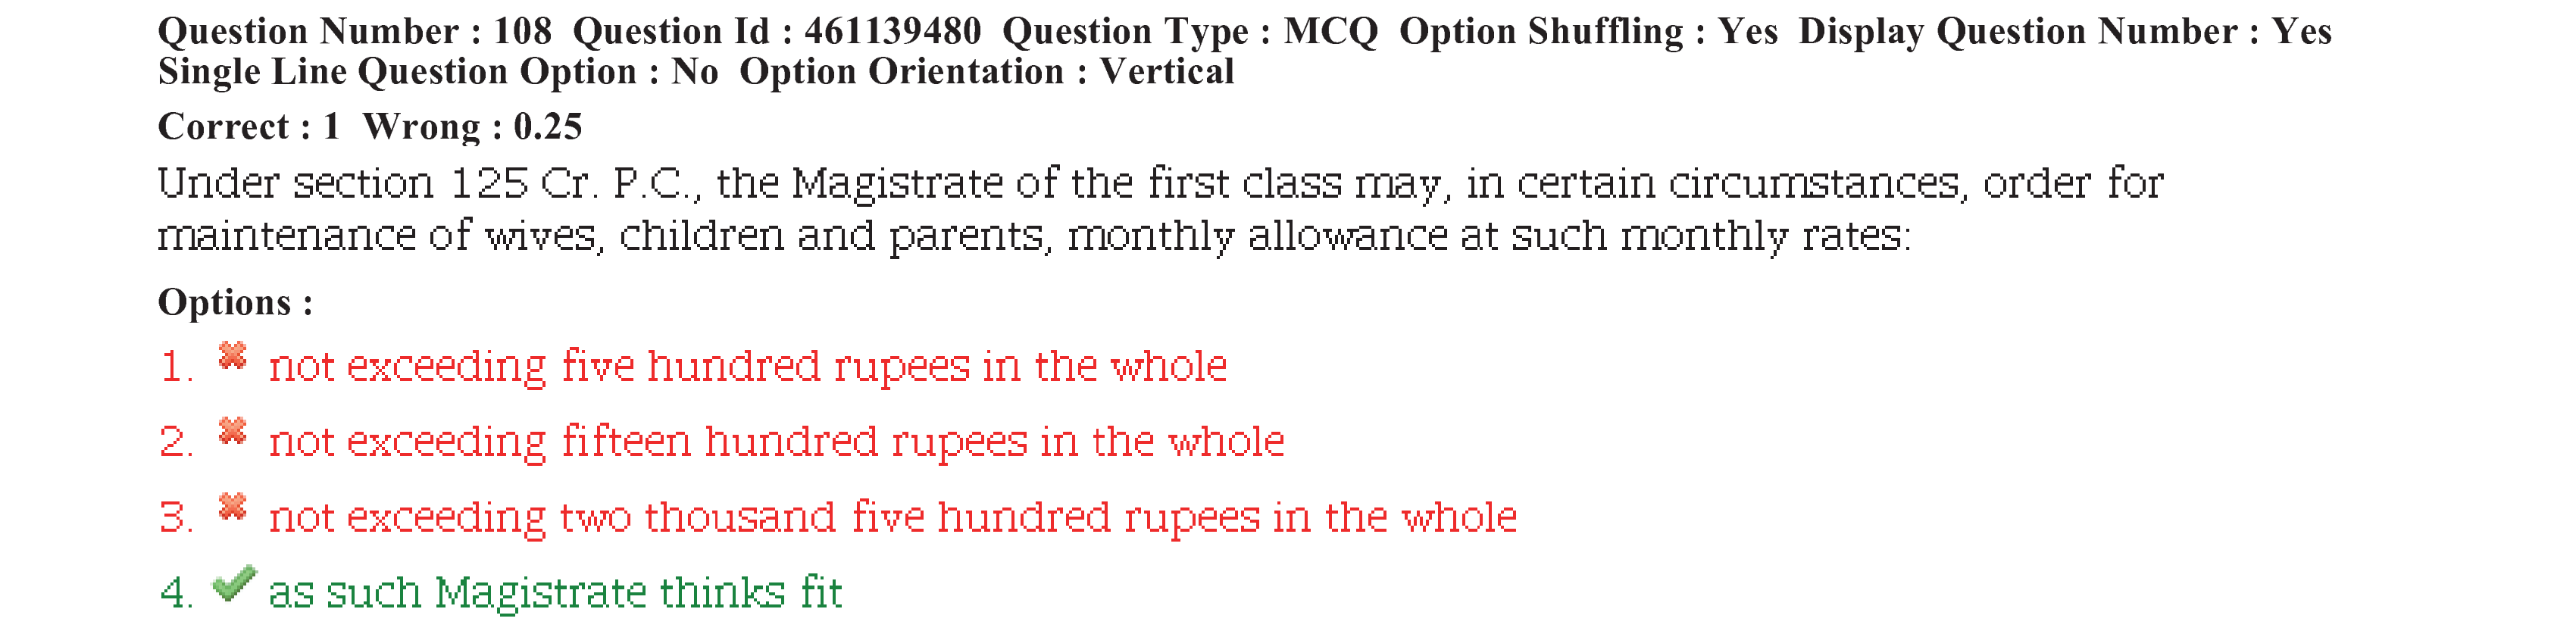 Question Number : 108 Question Id : 461139480 Question Type : MCQ Option Shuffling : Yes Display Question Number : Yes
Single Line Question Option : No Option Orientation : Vertical
Correct : 1 Wrong : 0.25
Under section 125 Cr. P.C., the Magistrate of the first class may, in certain circumstances, order for
maintenance of wives, children and parents, monthly allowance at such monthly rates:
Options :
1. not exceeding five hundred rupees in the whole
2. not exceeding fifteen hundred rupees in the whole
3. not exceeding two thousand five hundred rupees in the whole
4. as such Magistrate thinks fit